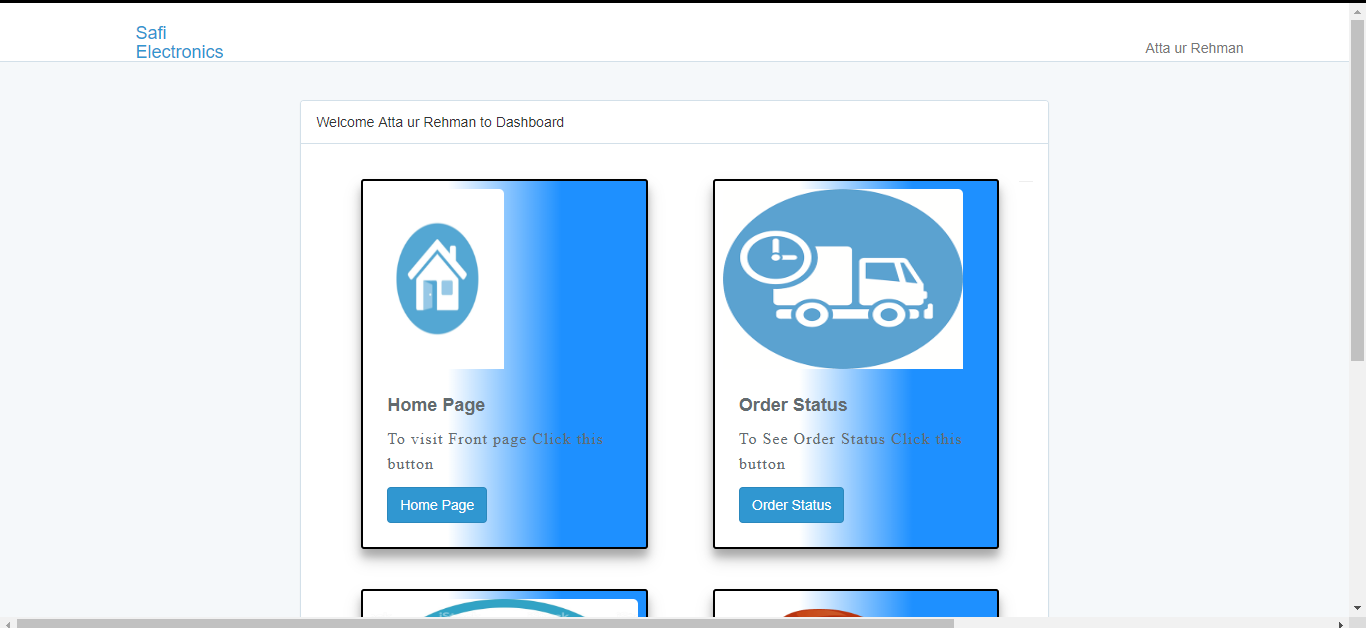 Safi
Electronics
Atta ur Rehman
Welcome Atta ur Rehman to Dashboard
Home Page
To visit Front page Click this
button
Home Page
Order Status
To See Order Status Click this
button
Order Status